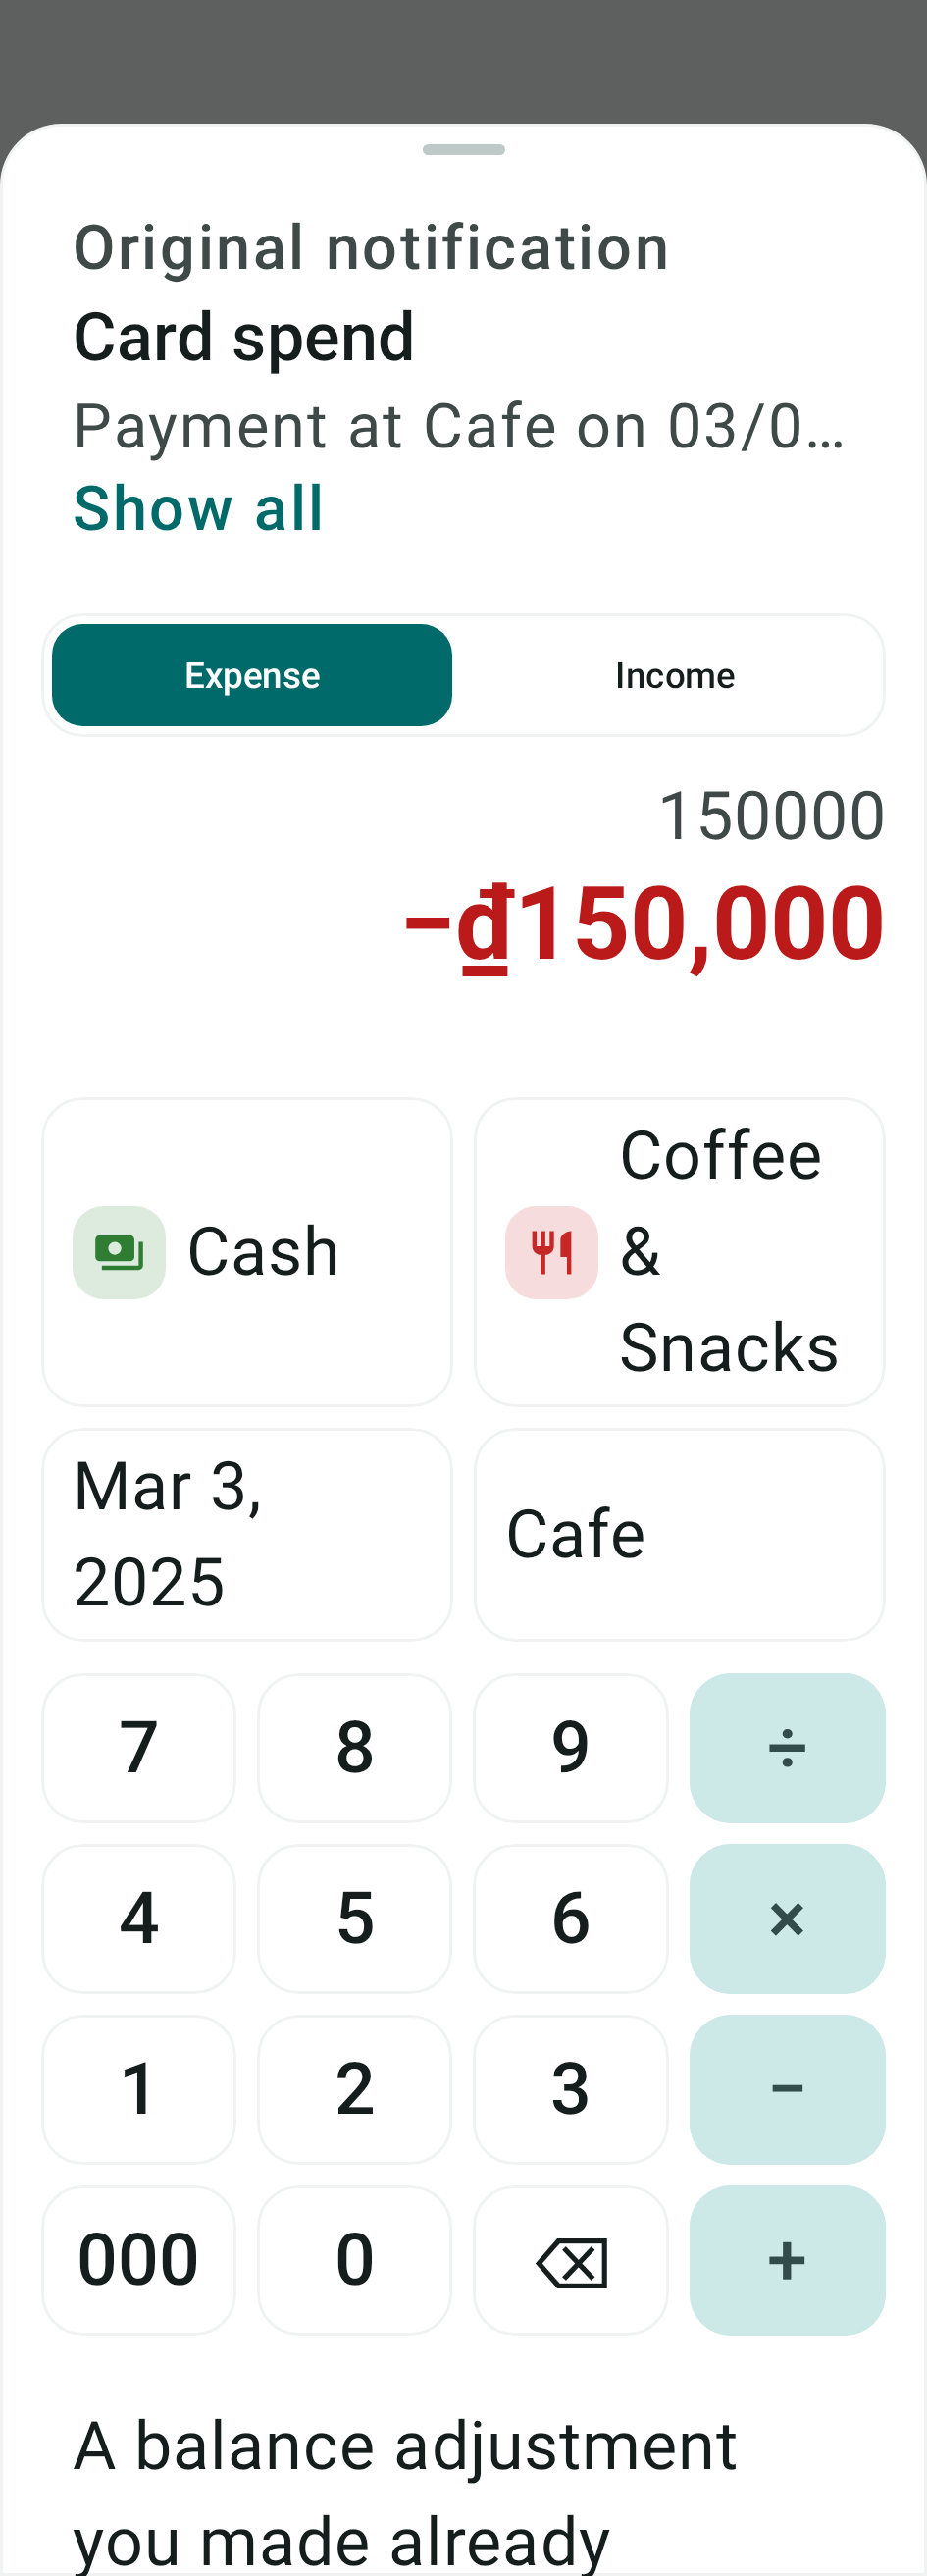 Original notification
Card spend
Payment at Cafe on 03/0…
Show all
Expense
Income
150000
−₫150,000
Cash
Coffee
&
Snacks
Mar 3,
2025
Cafe
7 8 9 ÷
4 5 6 ×
1 2 3 −
000 0 +
A balance adjustment
you made already